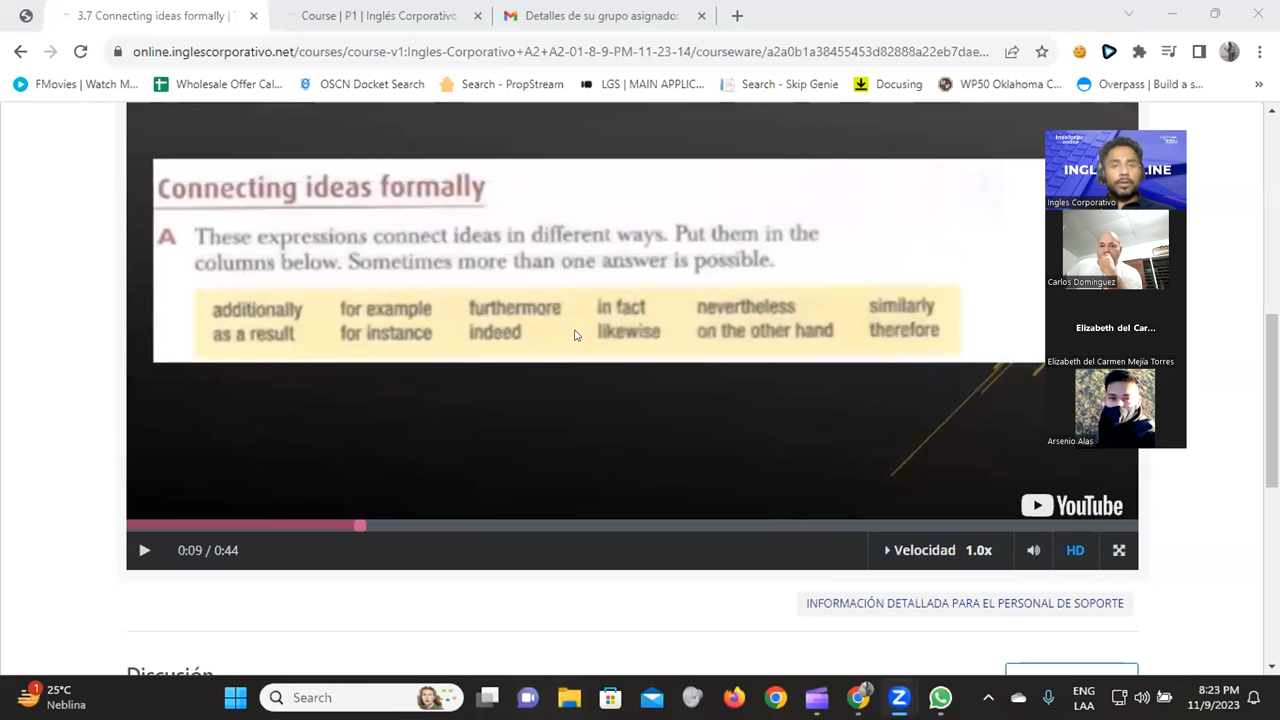 3.7 Connecting ideas formally |
Course | P1 | Inglés Corporativo
Detalles de su grupo asignado:
online.inglescorporativo.net/courses/course-v1:Ingles-Corporativo+A2+A2-01-8-9-PM-11-23-14/courseware/a2a0b1a38455453d82888a22eb7dae...
FMovies | Watch M...
Wholesale Offer Cal...
OSCN Docket Search
Search - PropStream
LGS | MAIN APPLIC...
Search - Skip Genie
Docusing
WP50 Oklahoma C...
Overpass | Build a s...
Connecting ideas formally
A These expressions connect ideas in different ways. Put them in the
columns below. Sometimes more than one answer is possible.
additionally for example furthermore in fact nevertheless similarly
as a result for instance indeed likewise on the other hand therefore
Ingles Corporativo
Carlos Dominguez
Elizabeth del Car...
Elizabeth del Carmen Mejía Torres
Arsenio Alas
YouTube
0:09 / 0:44
Velocidad 1.0x
HD
INFORMACIÓN DETALLADA PARA EL PERSONAL DE SOPORTE
Discusión
1
25°C
Neblina
Search
ENG
LAA
8:23 PM
11/9/2023